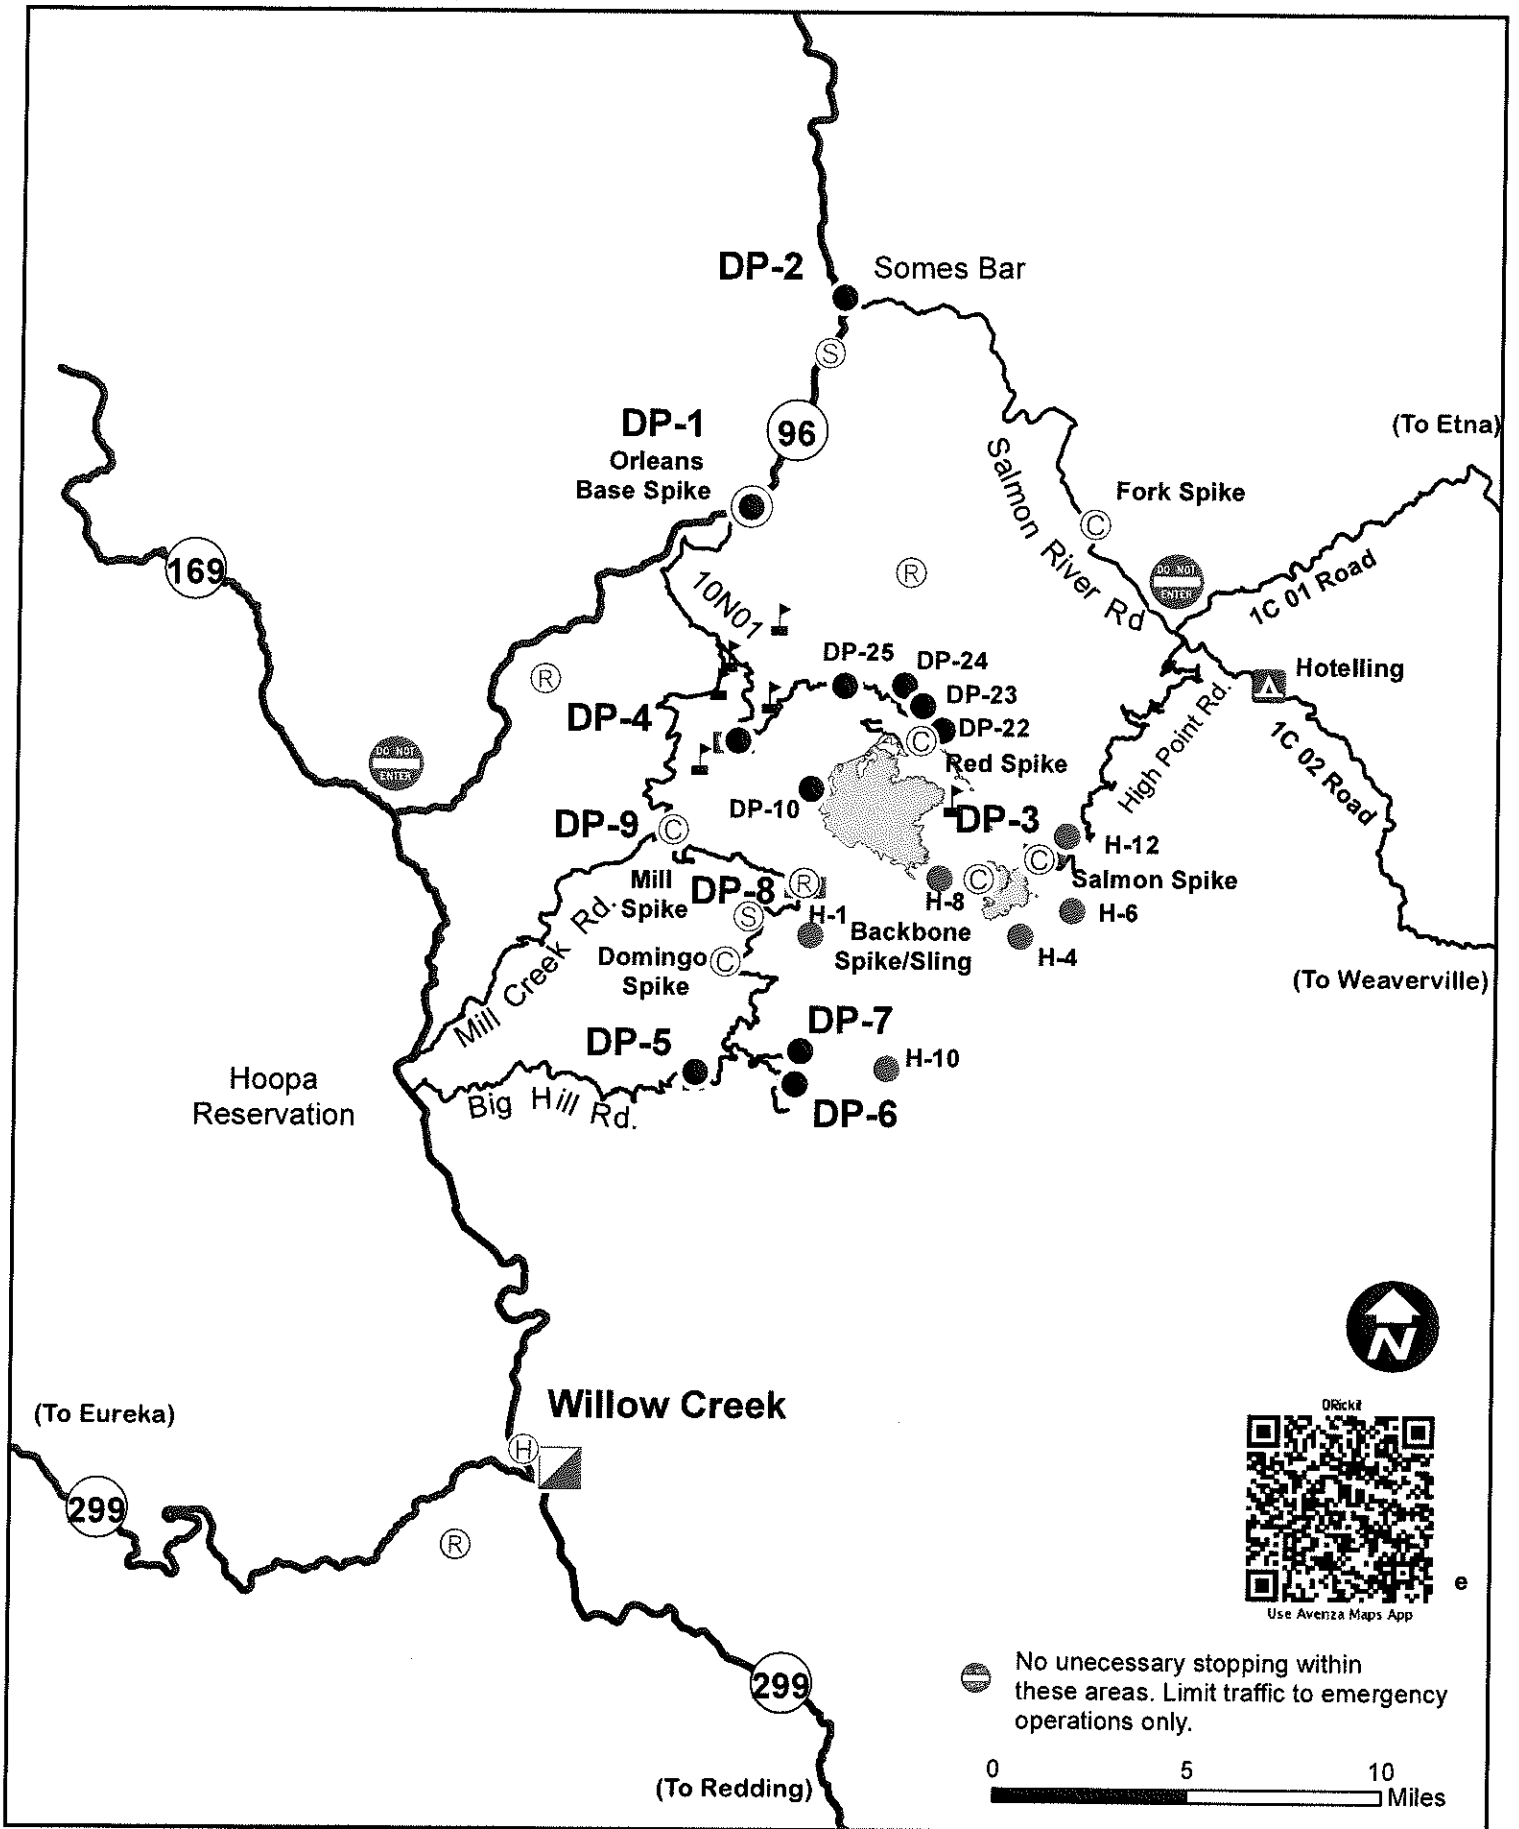 DP-2
Somes Bar
S
DP-1
96
Orleans
Base Spike
(To Etna)
Salmon River Rd
Fork Spike
C
169
R
DO NOT
ENTER
1C 01 Road
10N01
R
DP-25
DP-24
DP-23
DP-22
Hotelling
DP-4
C
Red Spike
High Point Rd.
1C 02 Road
DO NOT
ENTER
DP-10
DP-3
DP-9
C
H-12
C
Mill
Spike
DP-8
R
H-8
C
Salmon Spike
S
H-1
H-6
Backbone
Spike/Sling
Domingo
Spike
C
H-4
(To Weaverville)
Mill Creek Rd.
DP-7
DP-5
H-10
Hoopa
Reservation
Big Hill Rd.
DP-6
N
Willow Creek
(To Eureka)
H
299
R
DRickit
Use Avenza Maps App
e
No unecessary stopping within
these areas. Limit traffic to emergency
operations only.
299
0 5 10
Miles
(To Redding)